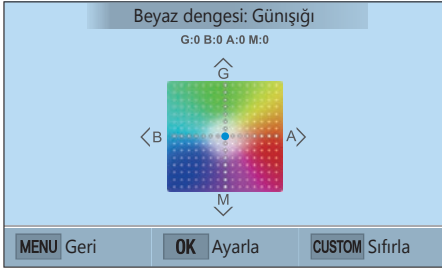 Beyaz dengesi: Günışığı
G:0 B:0 A:0 M:0
G
B A
M
MENU Geri OK Ayarla CUSTOM Sıfırla